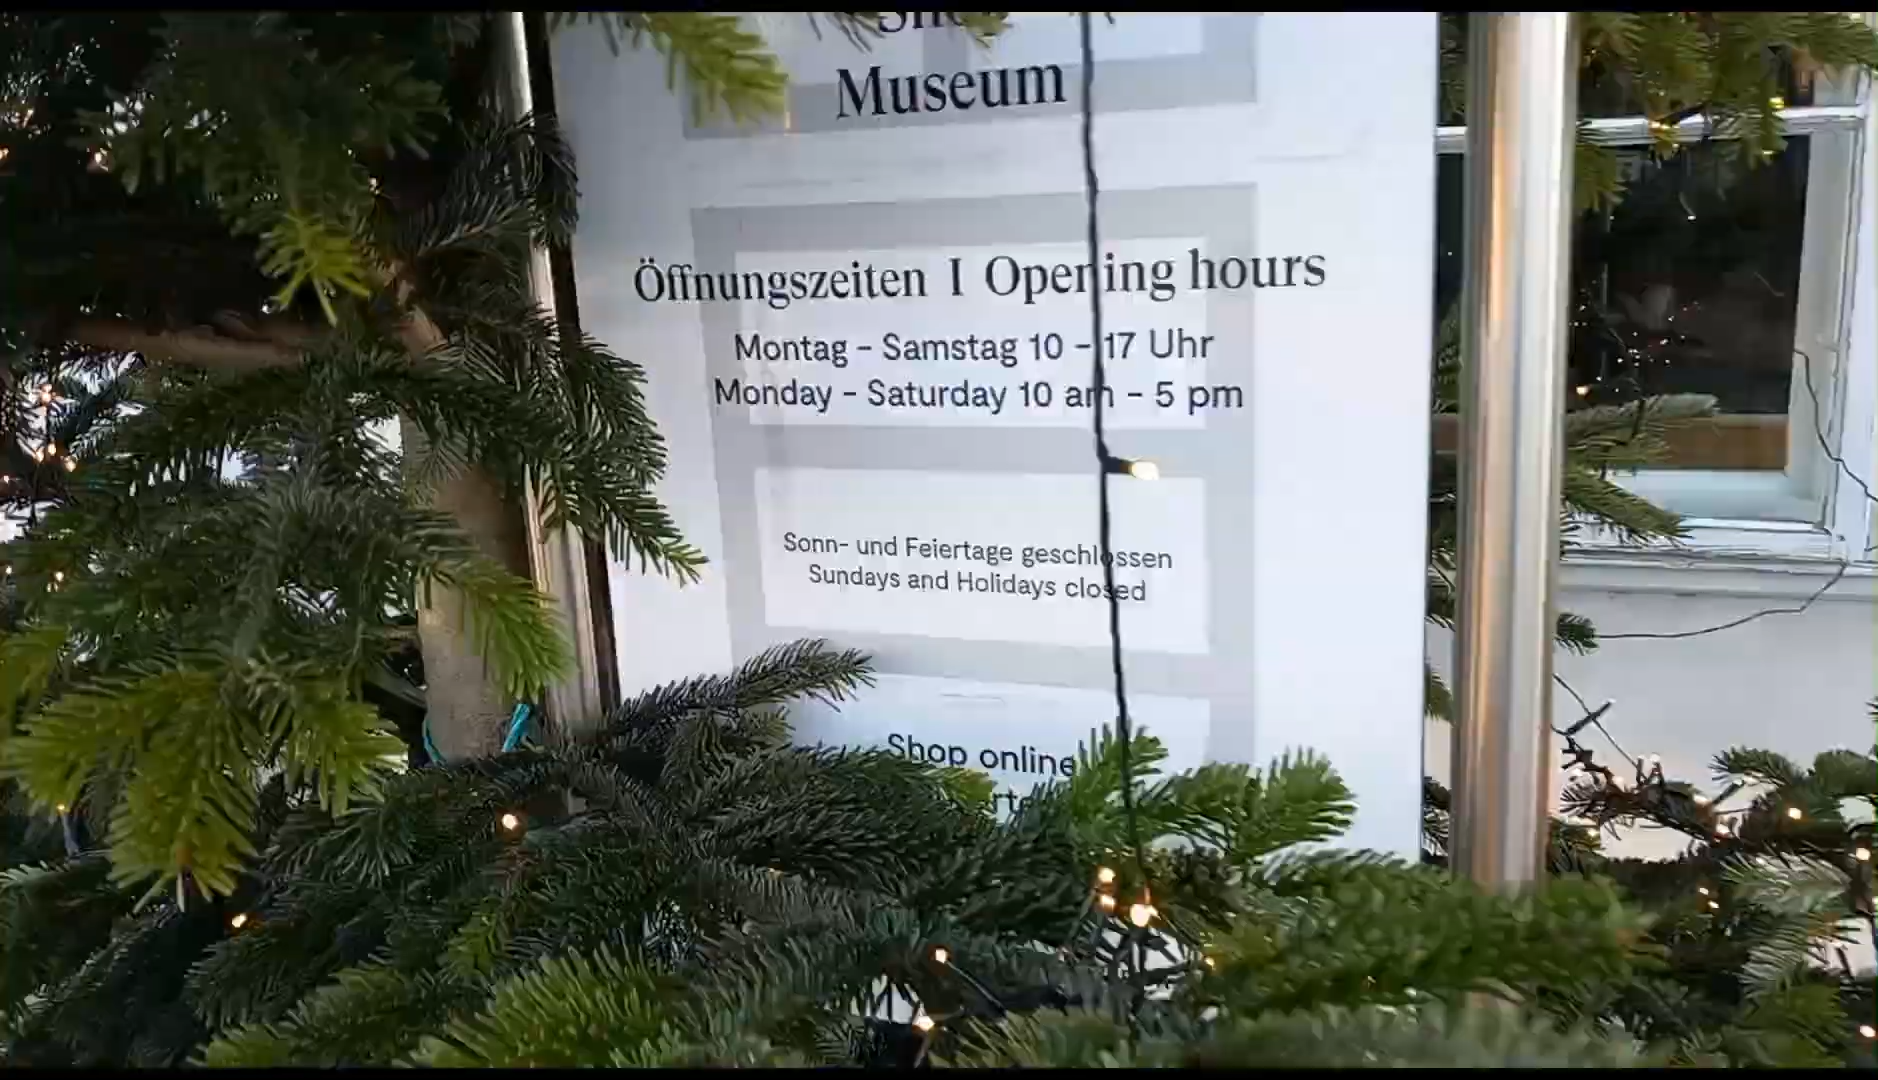 Museum
Öffnungszeiten I Opening hours
Montag - Samstag 10 - 17 Uhr
Monday - Saturday 10 am - 5 pm
Sonn- und Feiertage geschlossen
Sundays and Holidays closed
Shop online